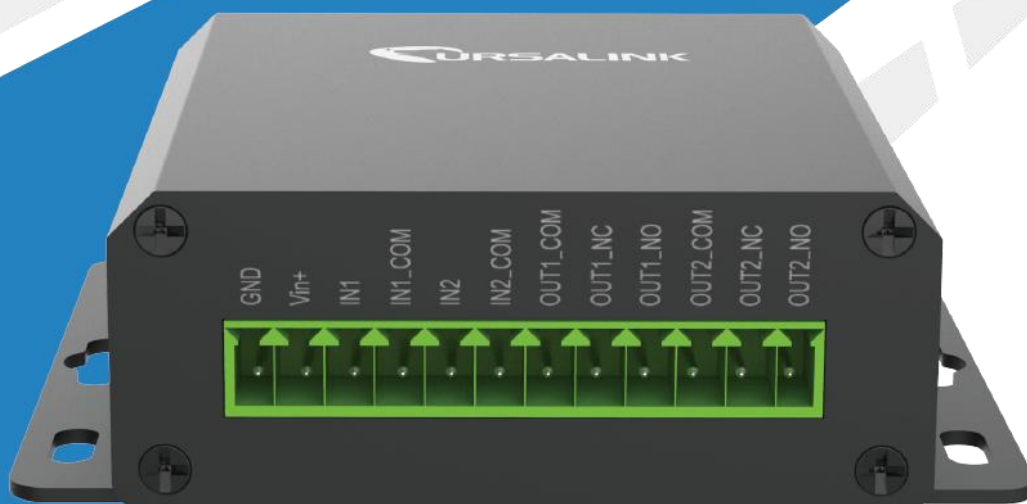 URSALINK
GND
Vin+
IN1
IN1_COM
IN2
IN2_COM
OUT1_COM
OUT1_NC
OUT1_NO
OUT2_COM
OUT2_NC
OUT2_NO